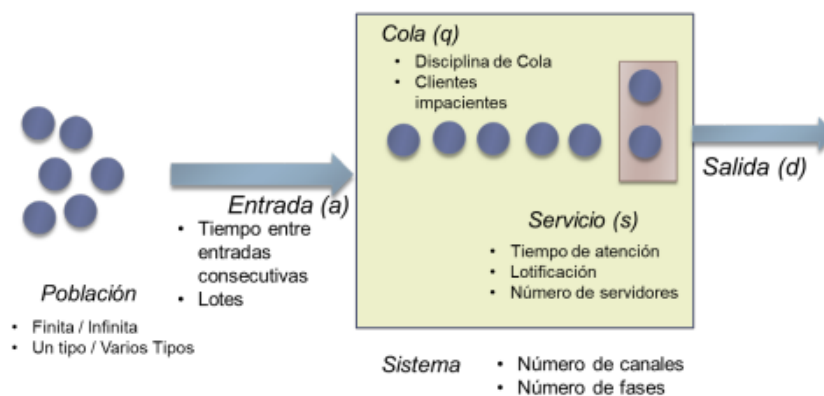 Cola (q)
• Disciplina de Cola
• Clientes
impacientes
Entrada (a)
• Tiempo entre
entradas
consecutivas
• Lotes
Salida (d)
Servicio (s)
• Tiempo de atención
• Lotificación
• Número de servidores
Población
• Finita / Infinita
• Un tipo / Varios Tipos
Sistema
• Número de canales
• Número de fases